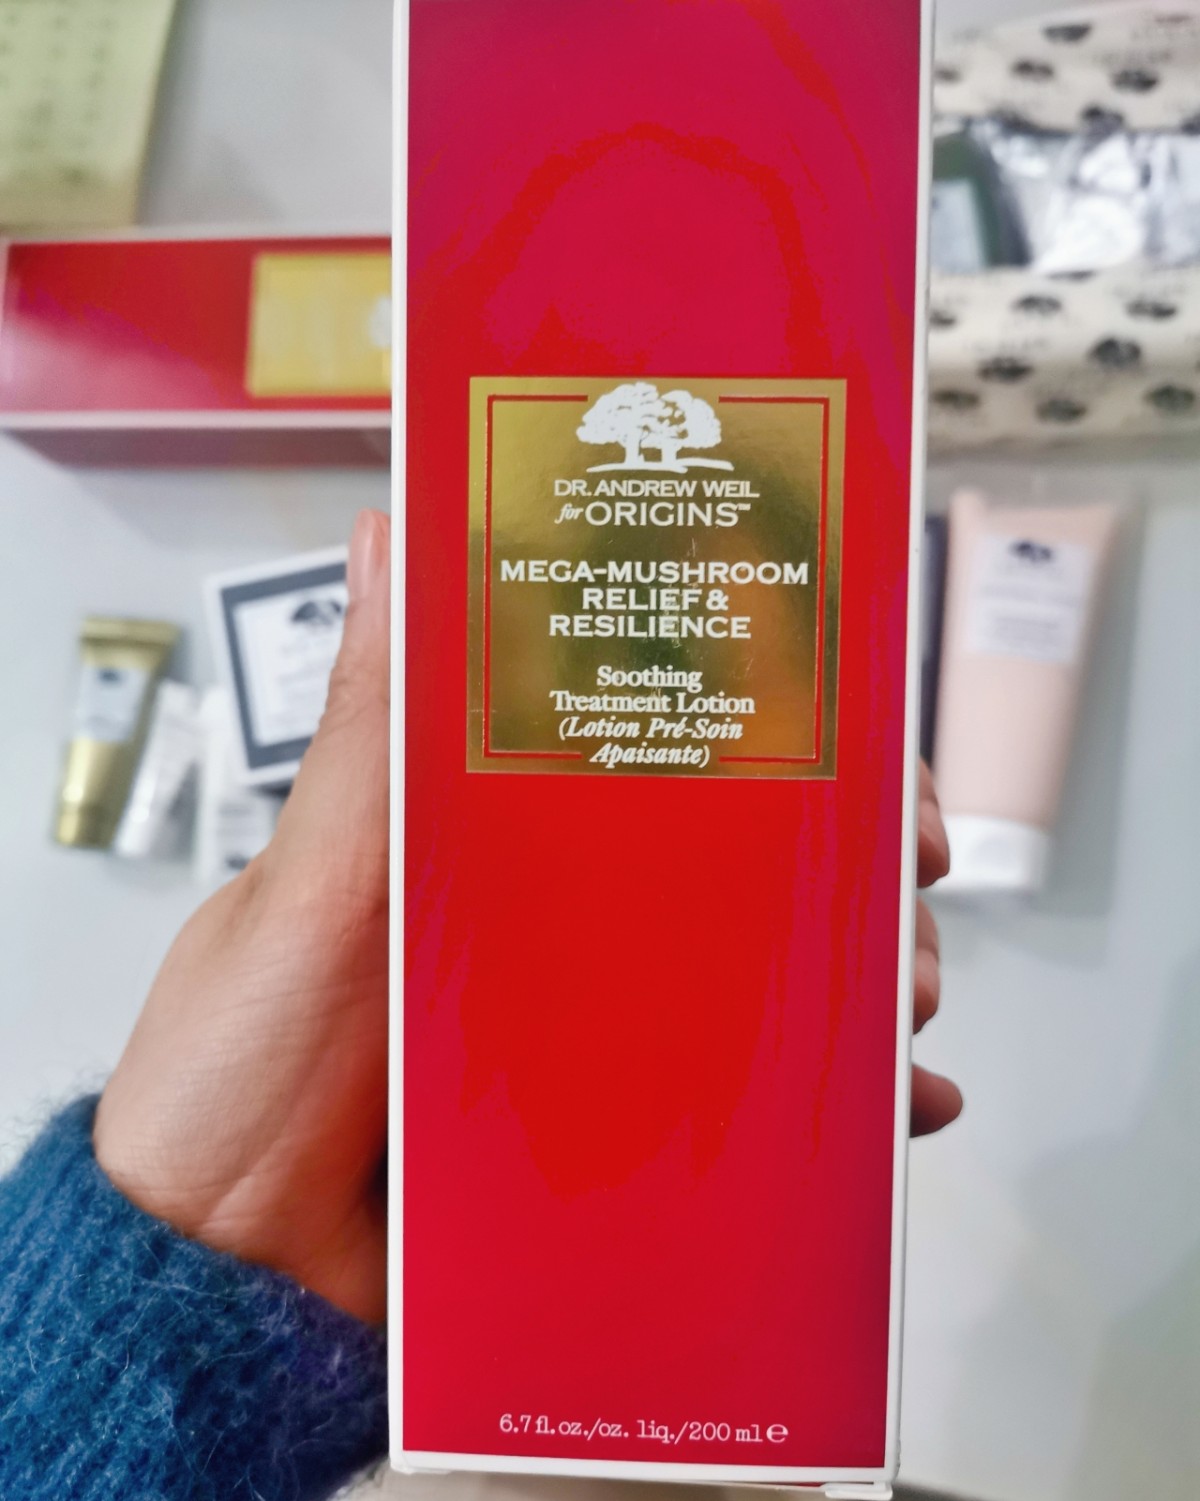 DR. ANDREW WEIL
for ORIGINS™
MEGA-MUSHROOM
RELIEF &
RESILIENCE
Soothing
Treatment Lotion
(Lotion Pré-Soin
Apaisante)
6.7 fl. oz./oz. liq./200 ml ℮